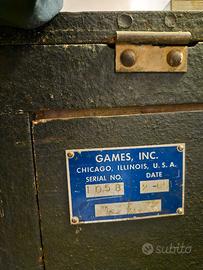 GAMES, INC.
CHICAGO, ILLINOIS, U.S.A.
SERIAL NO. DATE
1058
subito